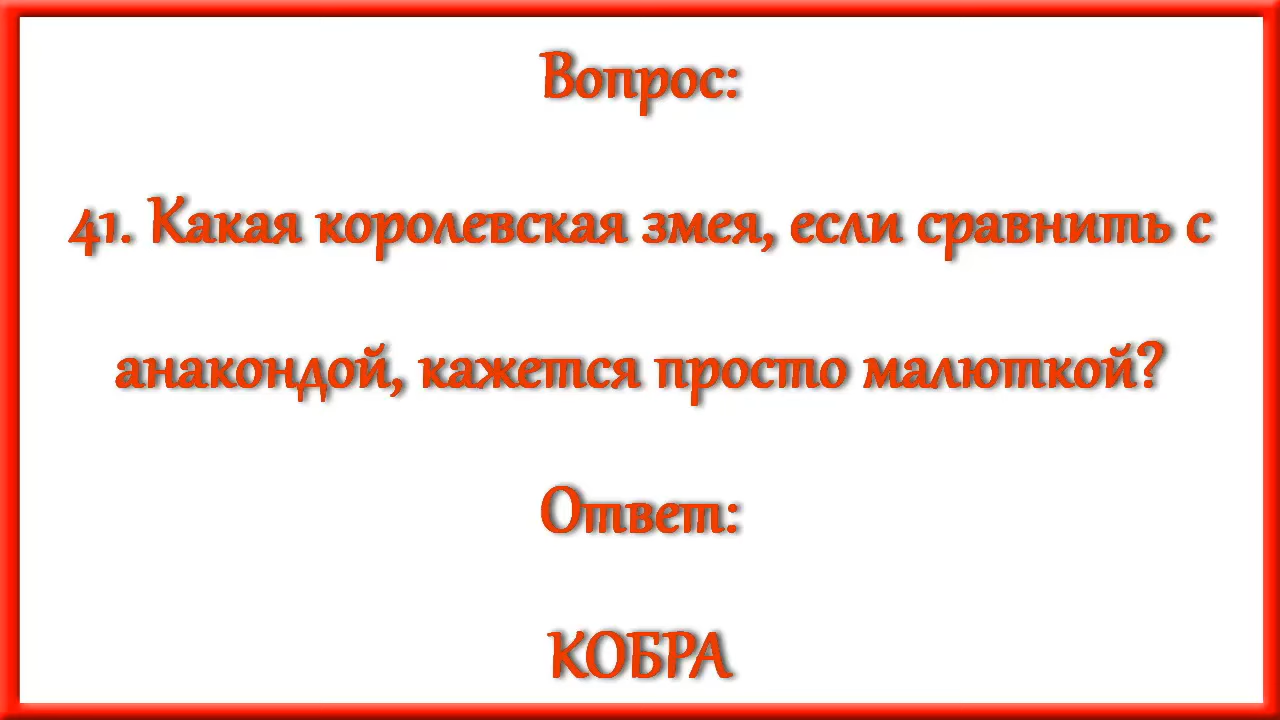 Вопрос:
41. Какая королевская змея, если сравнить с
анакондой, кажется просто малюткой?
Ответ:
КОБРА